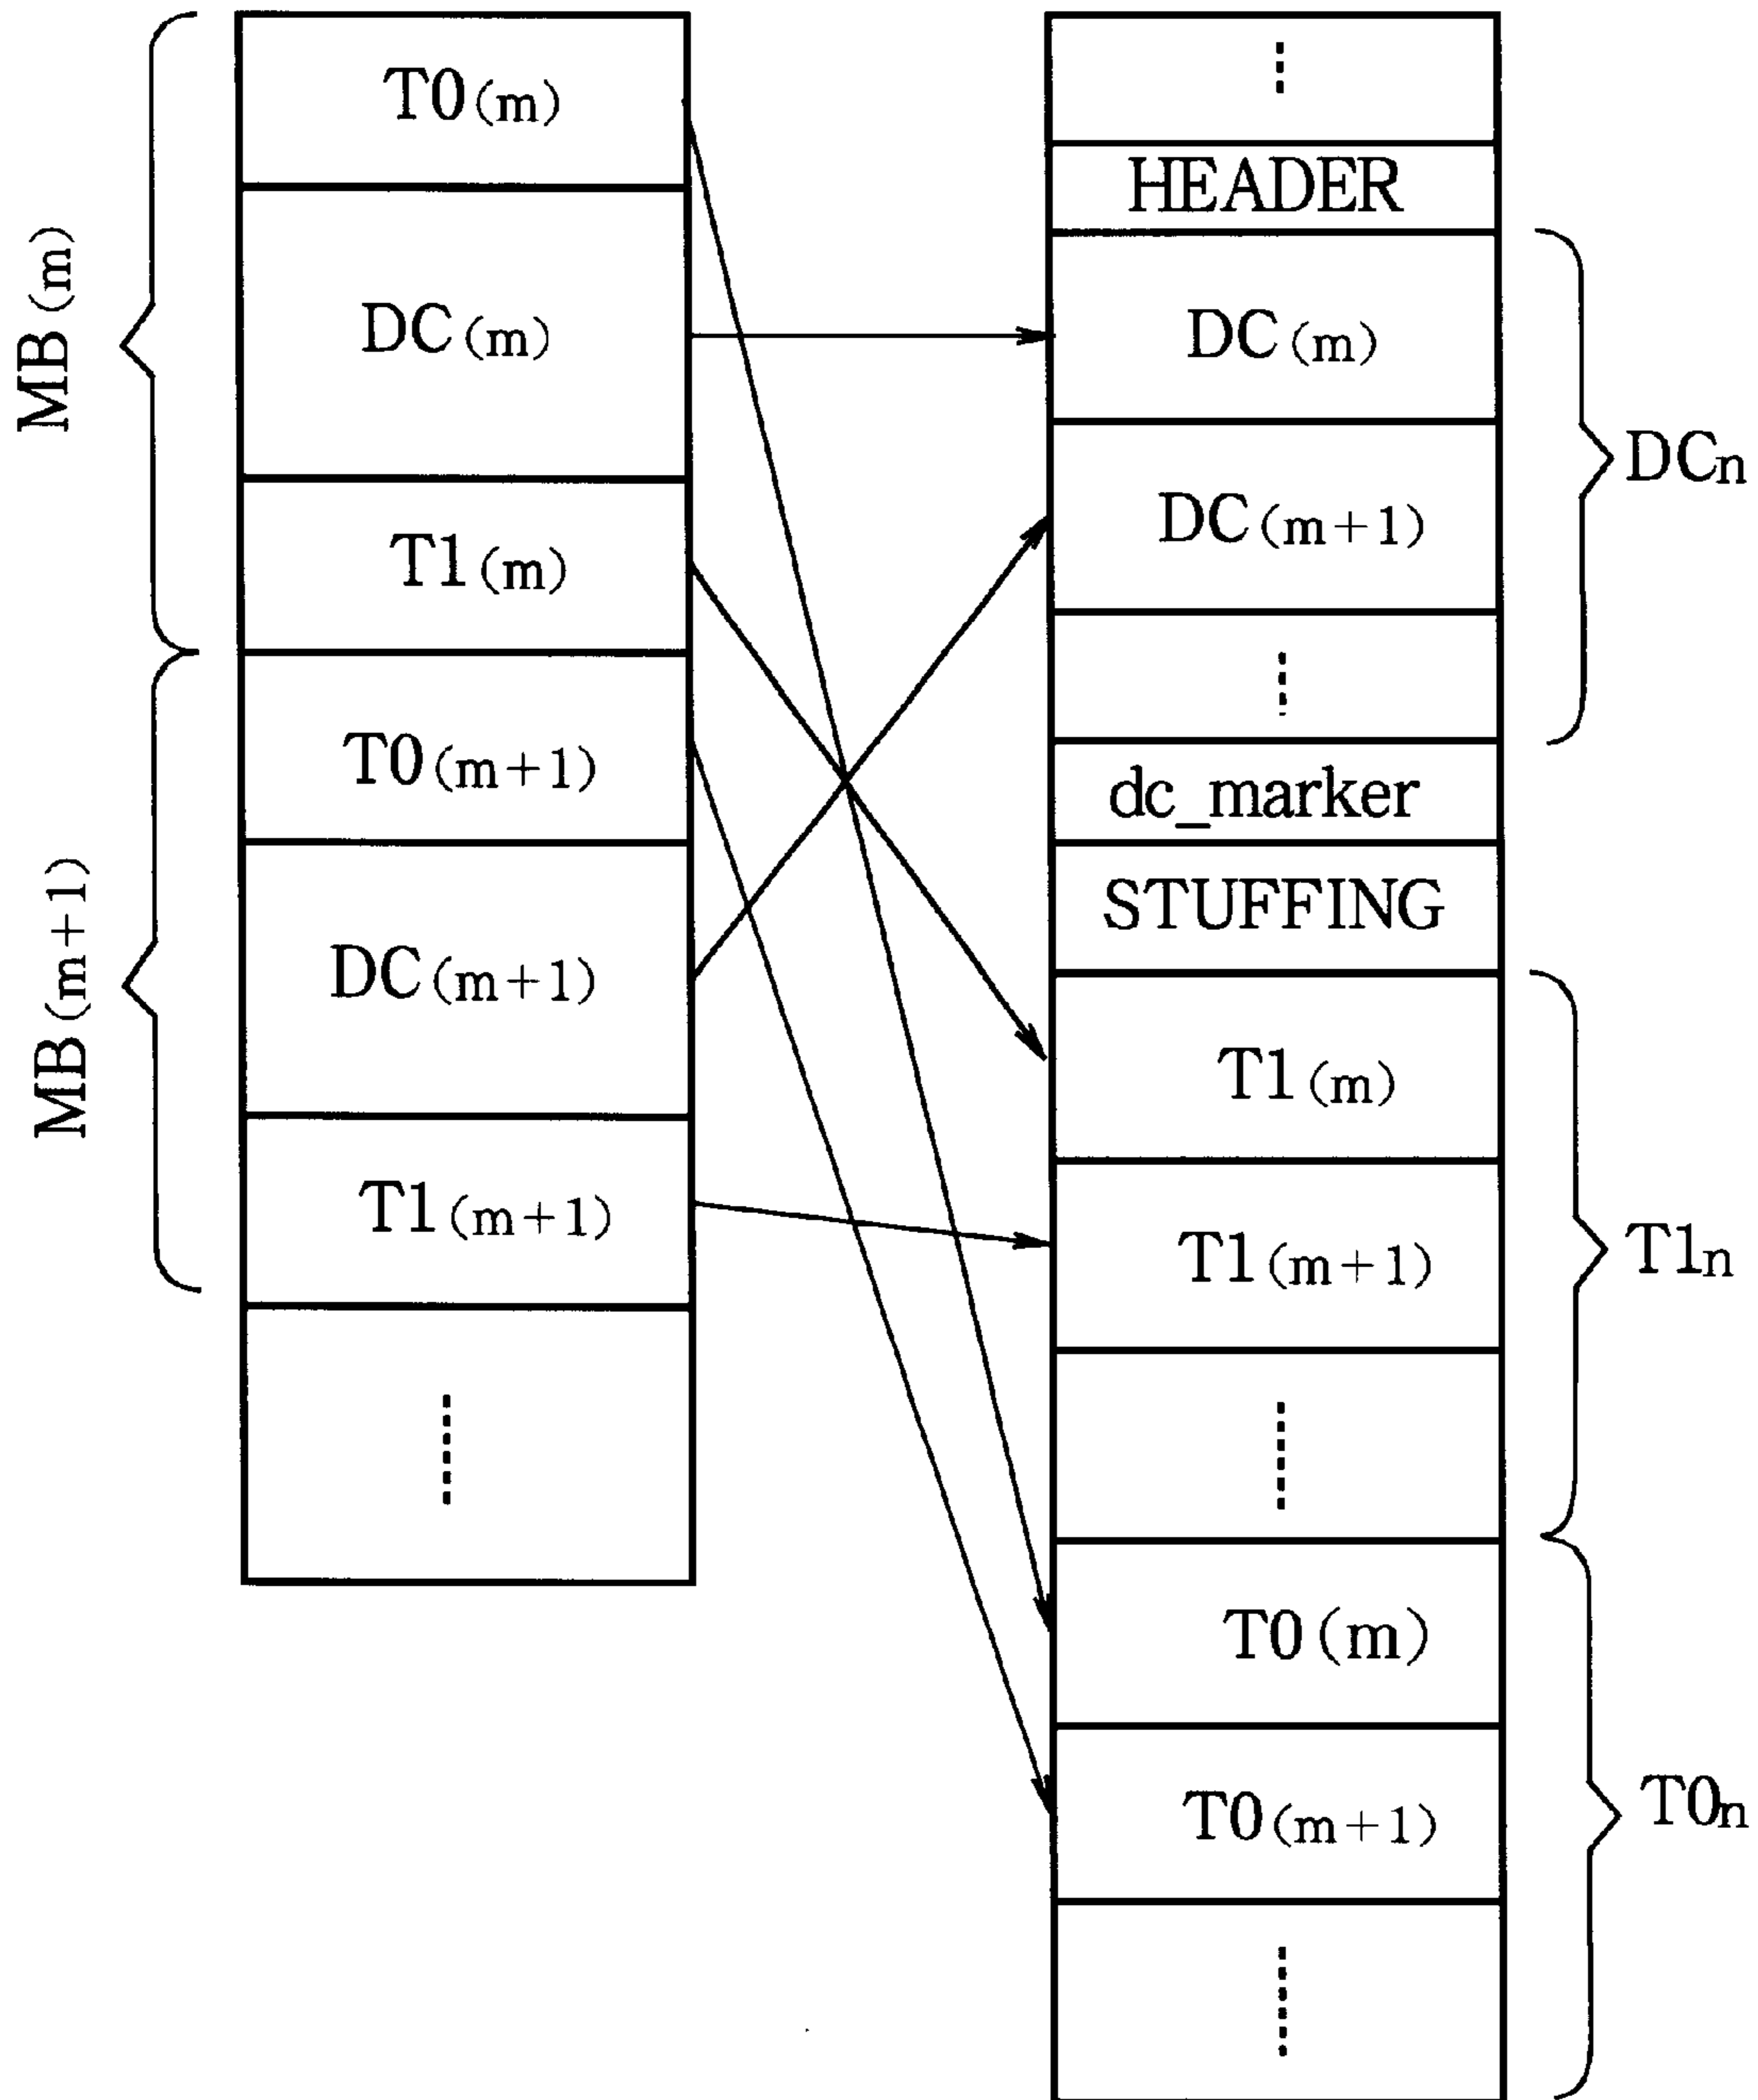 MB(m)
T0(m)
DC(m)
T1(m)
MB(m+1)
T0(m+1)
DC(m+1)
T1(m+1)
HEADER
DC(m)
DC(m+1)
DCn
dc_marker
STUFFING
T1(m)
T1(m+1)
T1n
T0(m)
T0(m+1)
T0n